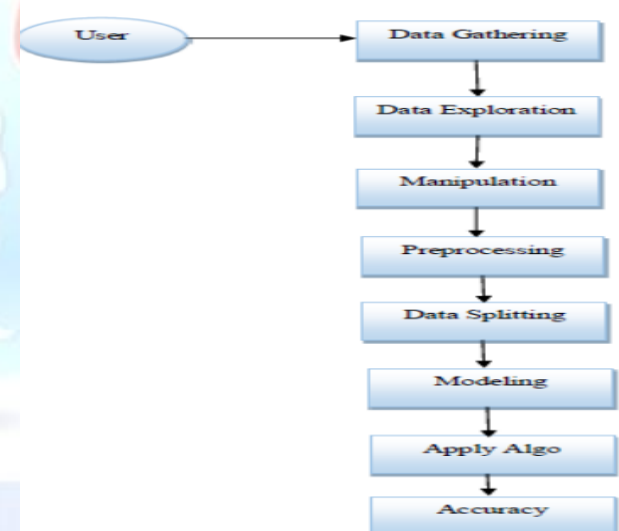 User
Data Gathering
Data Exploration
Manipulation
Preprocessing
Data Splitting
Modeling
Apply Algo
Accuracy